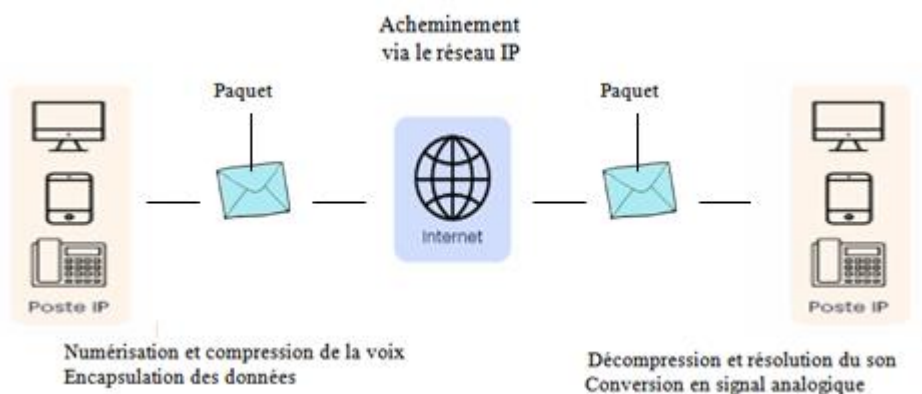 Acheminement
via le réseau IP
Paquet
Paquet
Internet
Poste IP
Poste IP
Numérisation et compression de la voix
Encapsulation des données
Décompression et résolution du son
Conversion en signal analogique